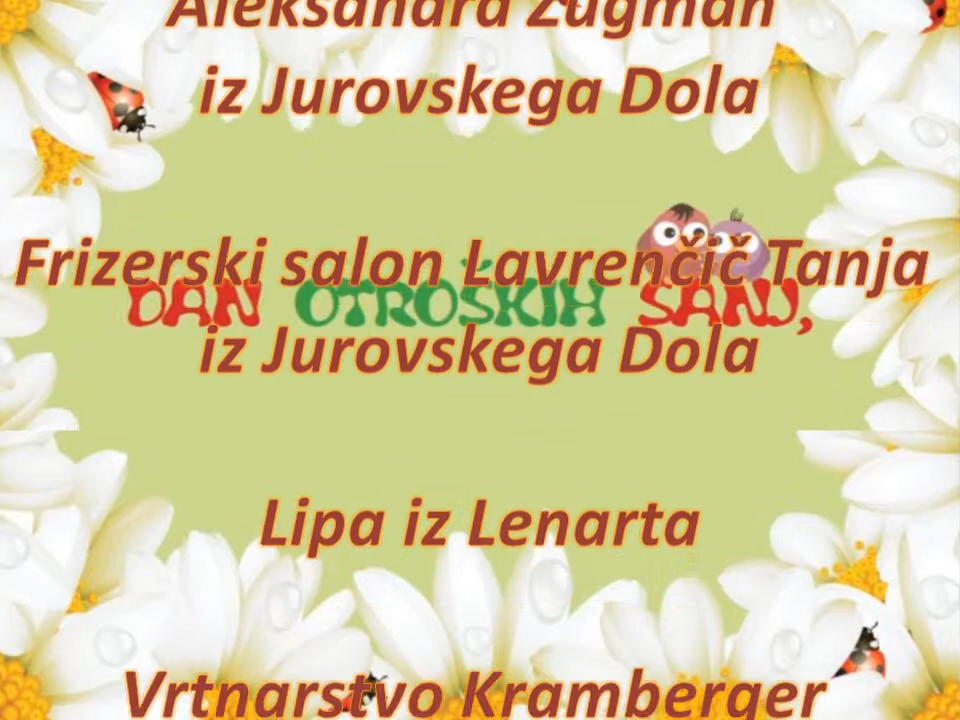 Aleksandra Zugman
iz Jurovskega Dola
Frizerski salon Lavrenčič Tanja
DAN OTROŠKIH SANJ,
iz Jurovskega Dola
Lipa iz Lenarta
Vrtnarstvo Kramberger